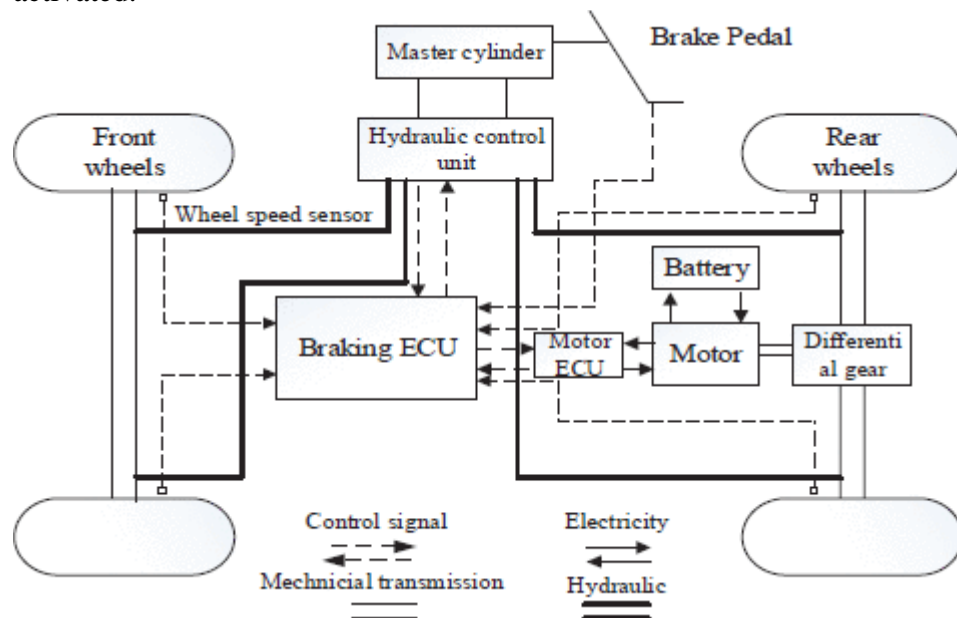 activated.
Master cylinder
Brake Pedal
Front
wheels
Hydraulic control
unit
Rear
wheels
Wheel speed sensor
Battery
Braking ECU
Motor
ECU
Motor
Differenti
al gear
Control signal
Electricity
Mechnicial transmission
Hydraulic